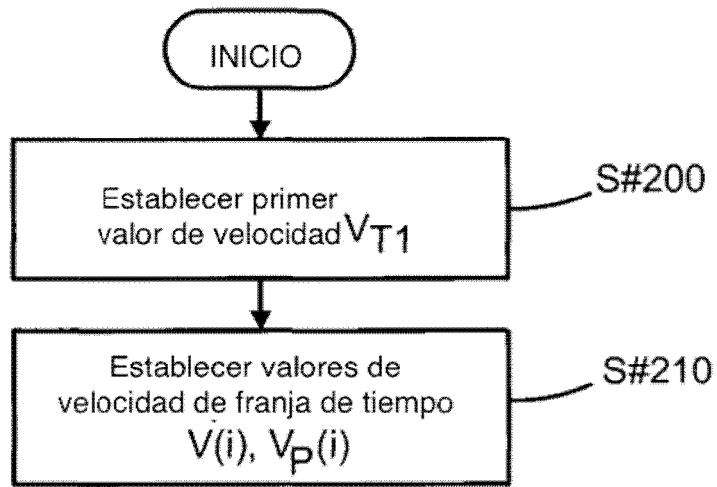 INICIO
Establecer primer
valor de velocidad VT1
S#200
Establecer valores de
velocidad de franja de tiempo
V(i), VP(i)
S#210